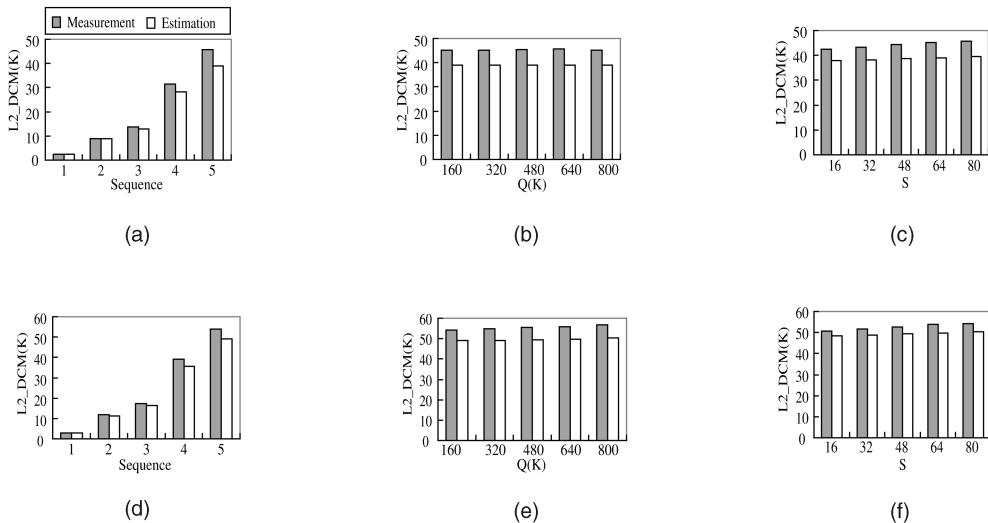 Measurement Estimation
L2_DCM(K)
50
40
30
20
10
0
1 2 3 4 5
Sequence
(a)
L2_DCM(K)
50
40
30
20
10
0
160 320 480 640 800
Q(K)
(b)
L2_DCM(K)
50
40
30
20
10
0
16 32 48 64 80
S
(c)
L2_DCM(K)
60
50
40
30
20
10
0
1 2 3 4 5
Sequence
(d)
L2_DCM(K)
60
50
40
30
20
10
0
160 320 480 640 800
Q(K)
(e)
L2_DCM(K)
60
50
40
30
20
10
0
16 32 48 64 80
S
(f)